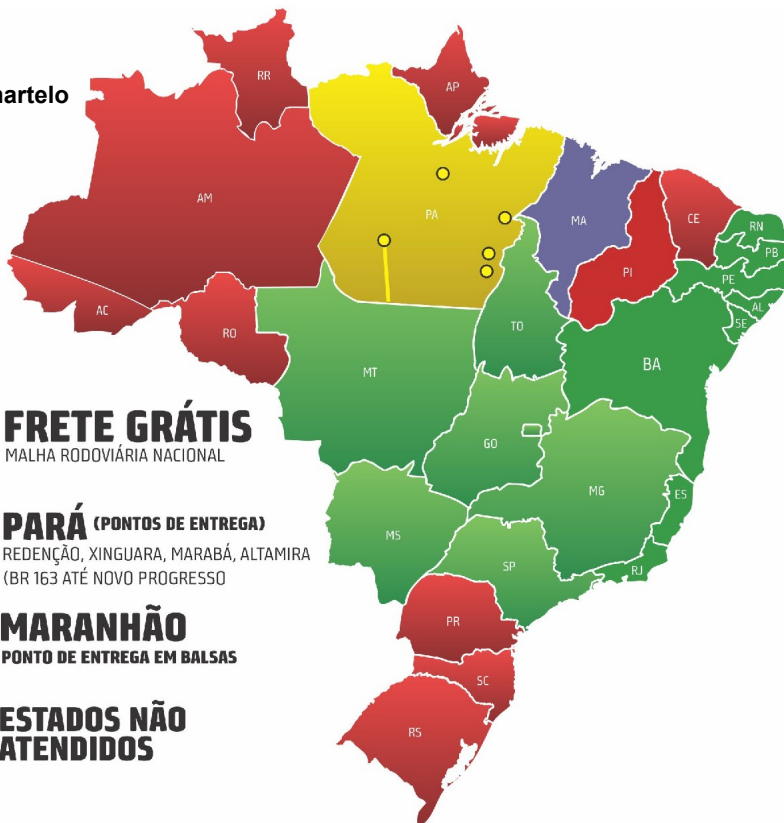 nartelo
RR
AP
AM
PA
MA
CE
RN
PB
PI
PE
AL
SE
AC
RO
TO
BA
MT
GO
MG
ES
MS
SP
RJ
PR
SC
RS
FRETE GRÁTIS
MALHA RODOVIÁRIA NACIONAL
PARÁ (PONTOS DE ENTREGA)
REDENÇÃO, XINGUARA, MARABÁ, ALTAMIRA
(BR 163 ATÉ NOVO PROGRESSO
MARANHÃO
PONTO DE ENTREGA EM BALSAS
ESTADOS NÃO
ATENDIDOS